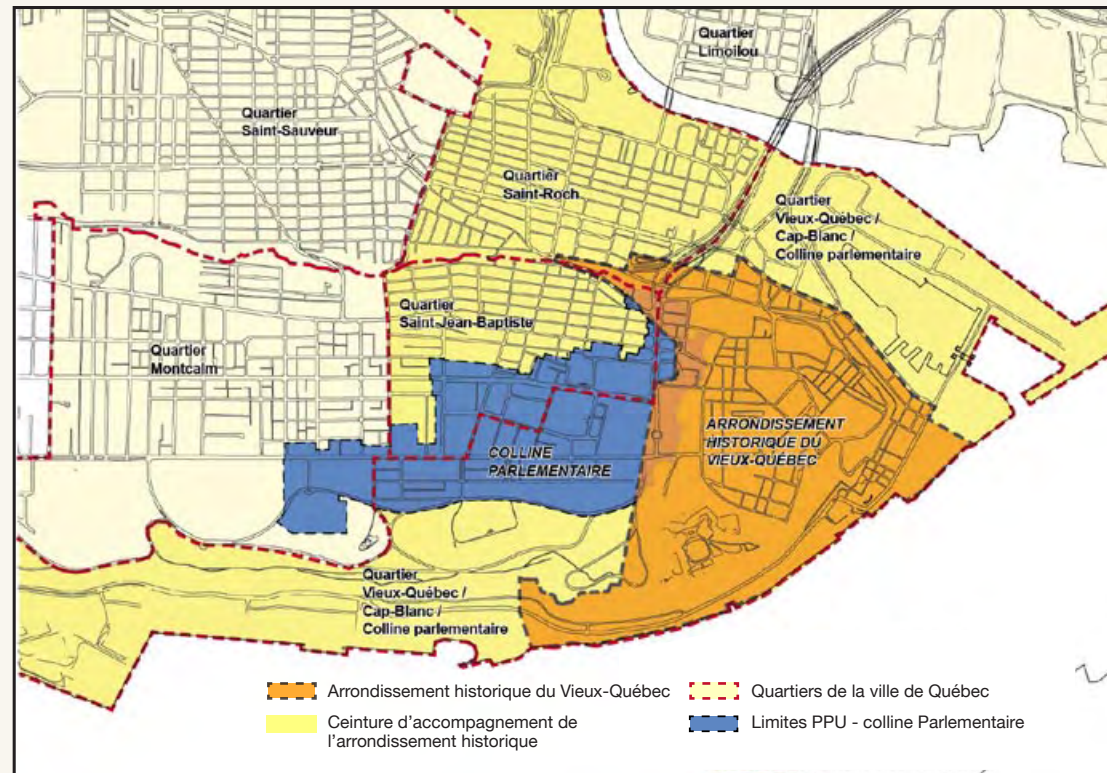 Quartier
Limoilou
Quartier
Saint-Sauveur
Quartier
Saint-Roch
Quartier
Vieux-Québec /
Cap-Blanc /
Colline parlementaire
Quartier
Saint-Jean-Baptiste
Quartier
Montcalm
ARRONDISSEMENT
HISTORIQUE DU
VIEUX-QUÉBEC
COLLINE
PARLEMENTAIRE
Quartier
Vieux-Québec /
Cap-Blanc /
Colline parlementaire
Arrondissement historique du Vieux-Québec
Quartiers de la ville de Québec
Ceinture d’accompagnement de
l’arrondissement historique
Limites PPU - colline Parlementaire